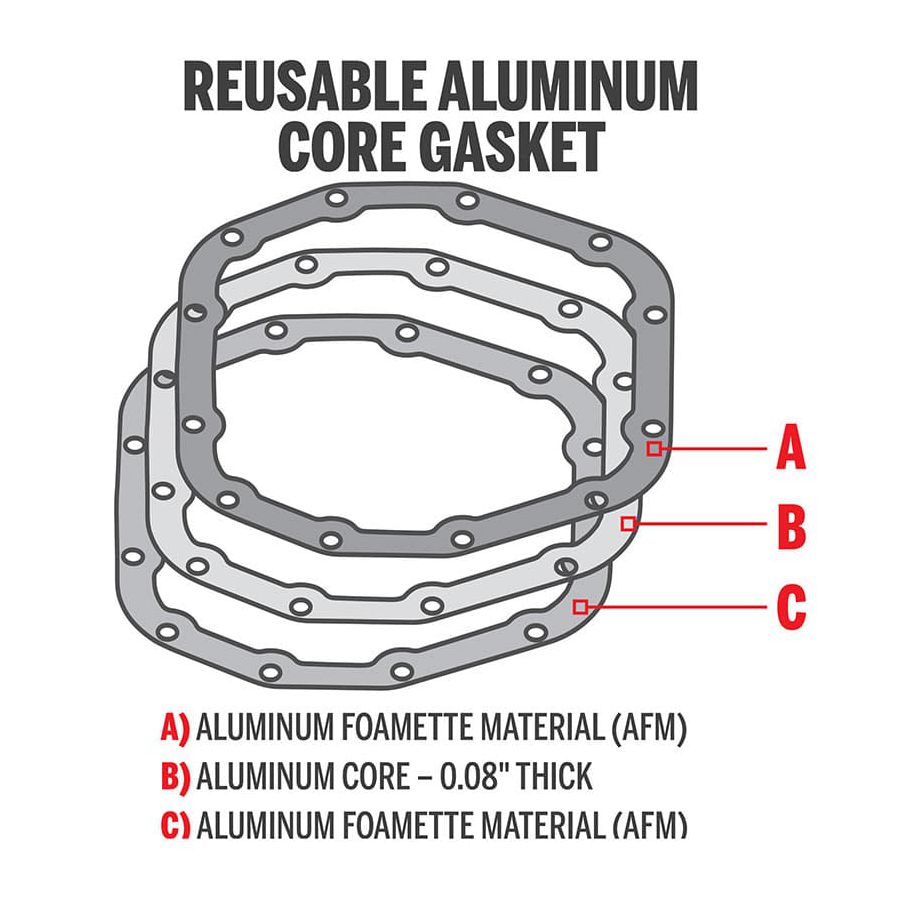 REUSABLE ALUMINUM
CORE GASKET
A
B
C
A) ALUMINUM FOAMETTE MATERIAL (AFM)
B) ALUMINUM CORE – 0.08" THICK
C) ALUMINUM FOAMETTE MATERIAL (AFM)